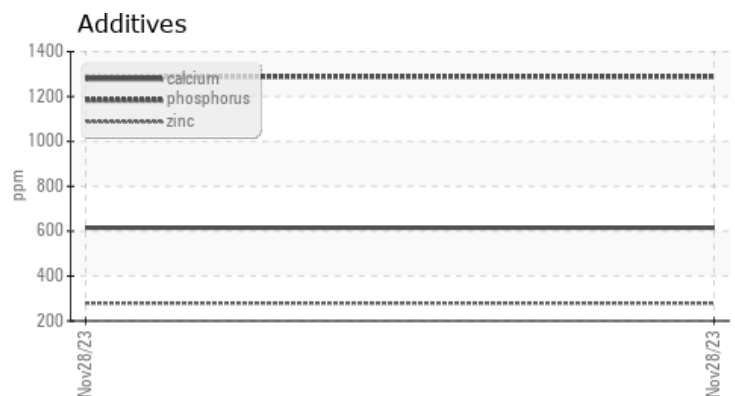 Additives
1400
1200
1000
800
600
400
200
ppm
calcium
phosphorus
zinc
Nov28/23
Nov28/23